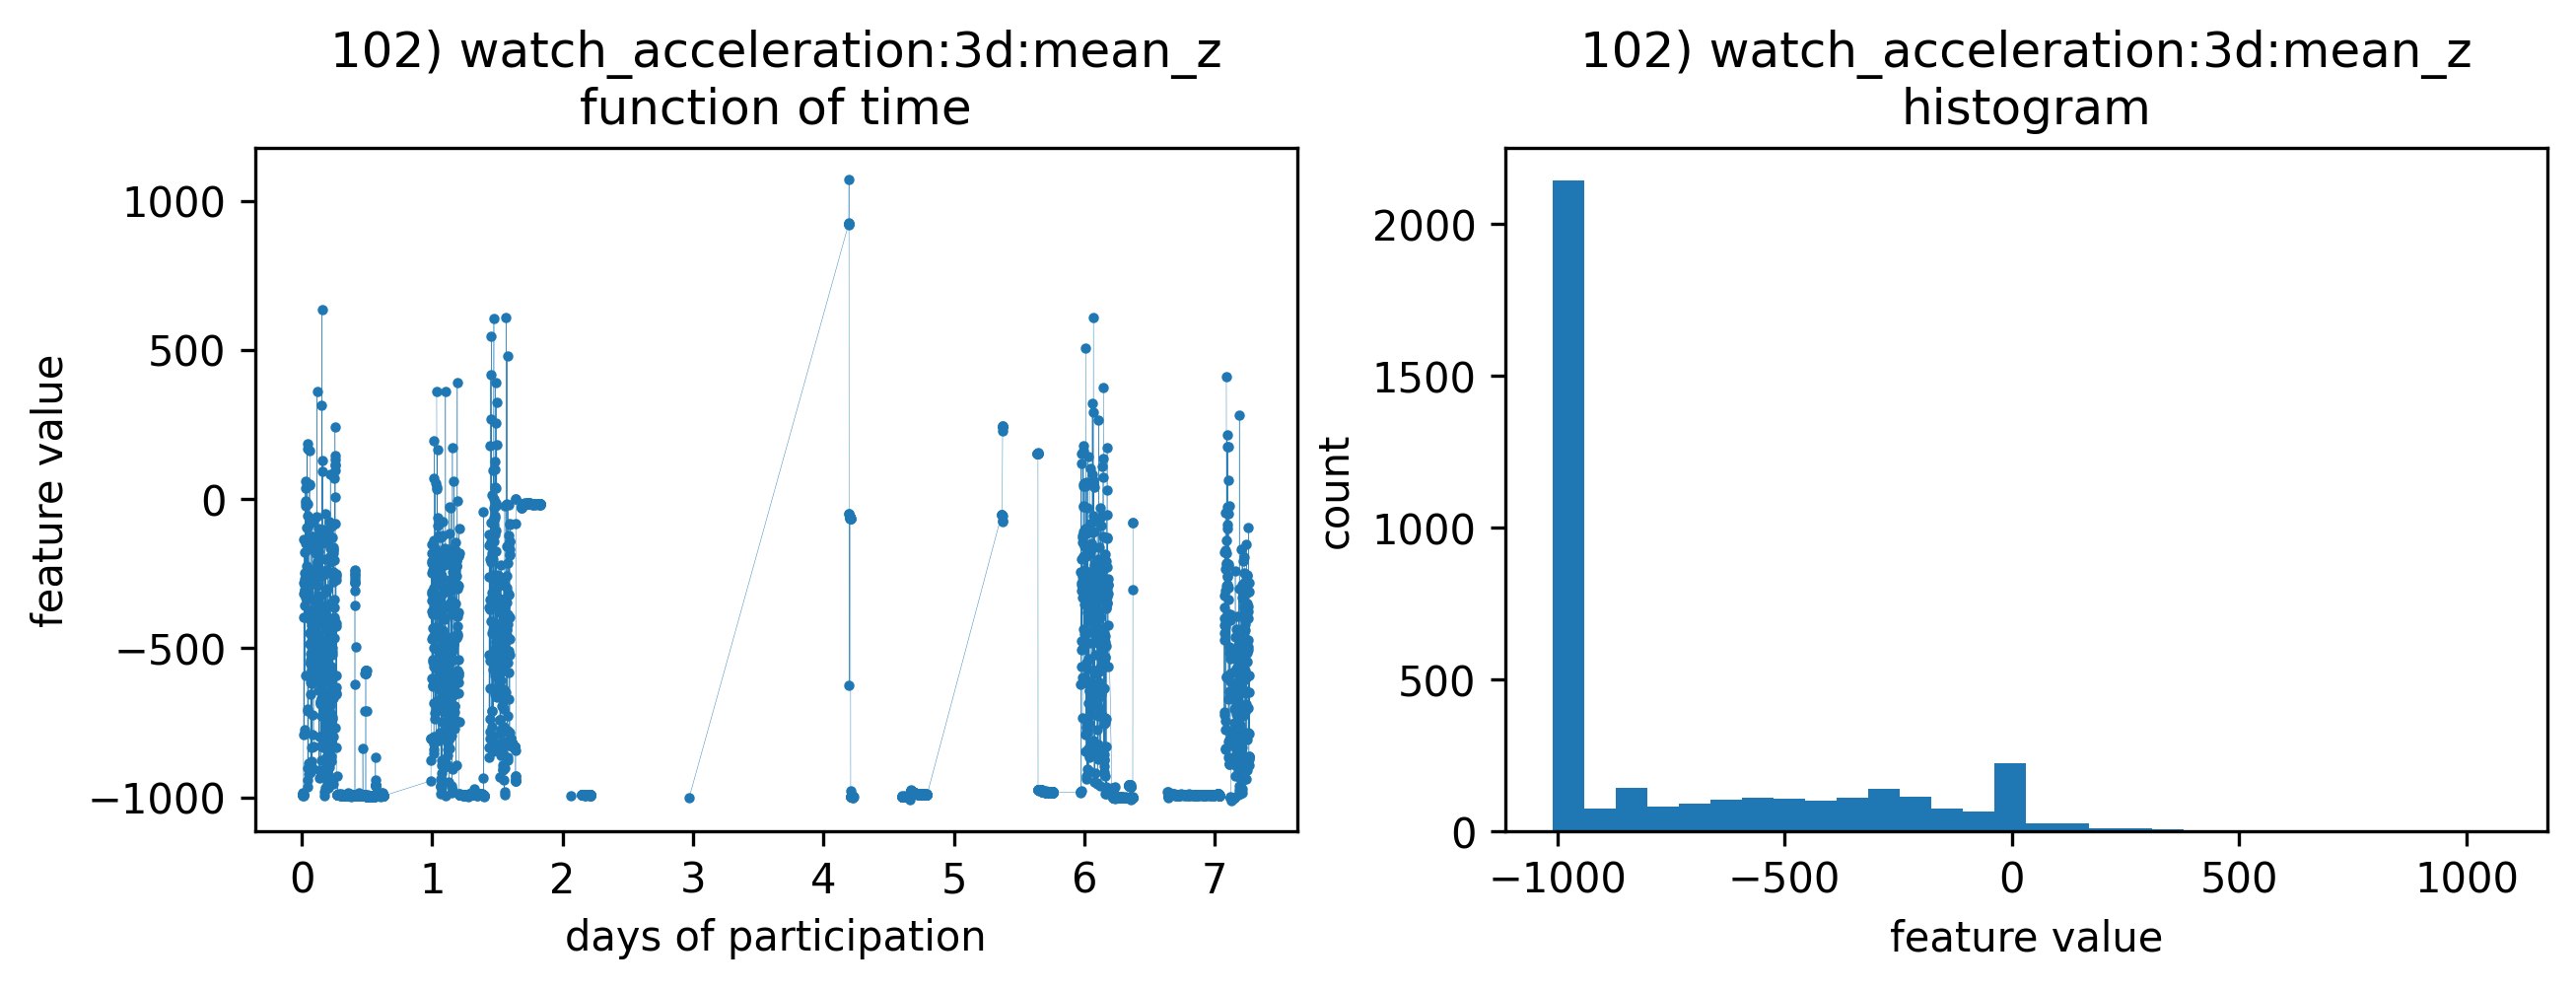 102) watch_acceleration:3d:mean_z
function of time
feature value
1000
500
0
−500
−1000
0 1 2 3 4 5 6 7
days of participation
102) watch_acceleration:3d:mean_z
histogram
count
2000
1500
1000
500
0
−1000 −500 0 500 1000
feature value